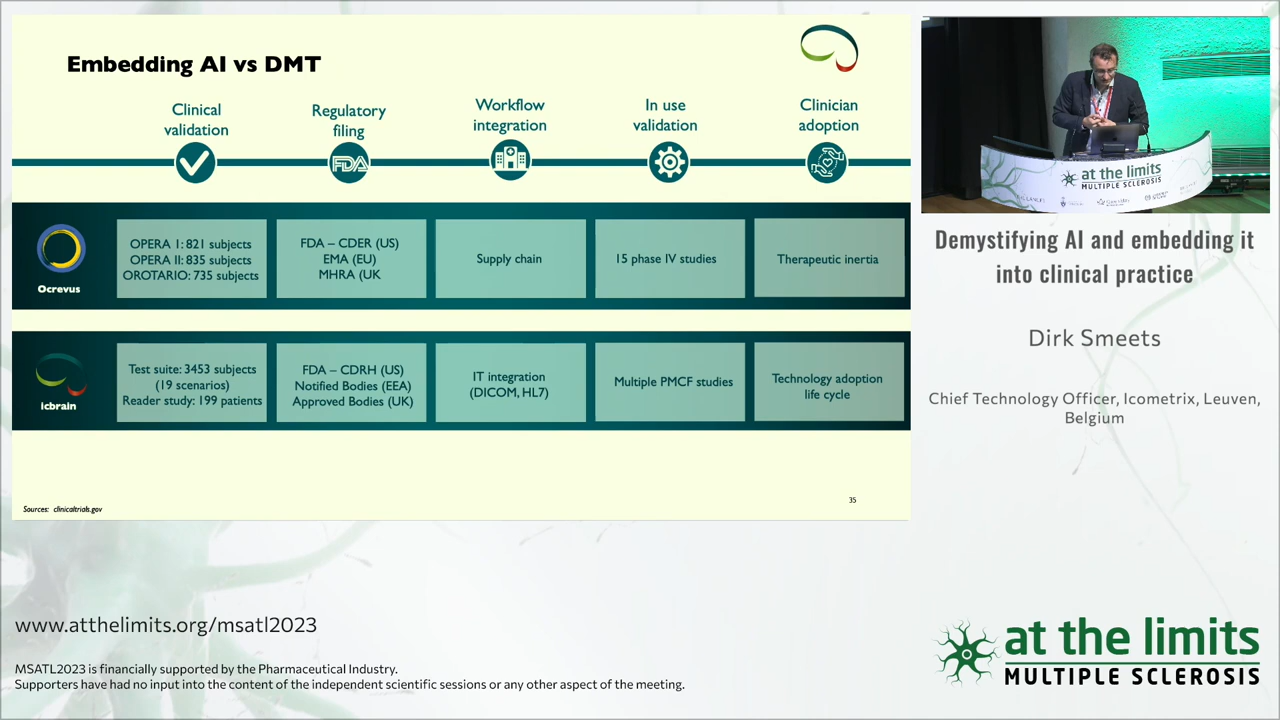 Embedding AI vs DMT
Clinical
validation
Regulatory
filing
Workflow
integration
In use
validation
Clinician
adoption
FDA
Ocrevus
OPERA I: 821 subjects
OPERA II: 835 subjects
OROTARIO: 735 subjects
FDA – CDER (US)
EMA (EU)
MHRA (UK
Supply chain
15 phase IV studies
Therapeutic inertia
icbrain
Test suite: 3453 subjects
(19 scenarios)
Reader study: 199 patients
FDA – CDRH (US)
Notified Bodies (EEA)
Approved Bodies (UK)
IT integration
(DICOM, HL7)
Multiple PMCF studies
Technology adoption
life cycle
Sources: clinicaltrials.gov
35
at the limits
MULTIPLE SCLEROSIS
Demystifying AI and embedding it
into clinical practice
Dirk Smeets
Chief Technology Officer, Icometrix, Leuven,
Belgium
www.atthelimits.org/msatl2023
MSATL2023 is financially supported by the Pharmaceutical Industry.
Supporters have had no input into the content of the independent scientific sessions or any other aspect of the meeting.
at the limits
MULTIPLE SCLEROSIS